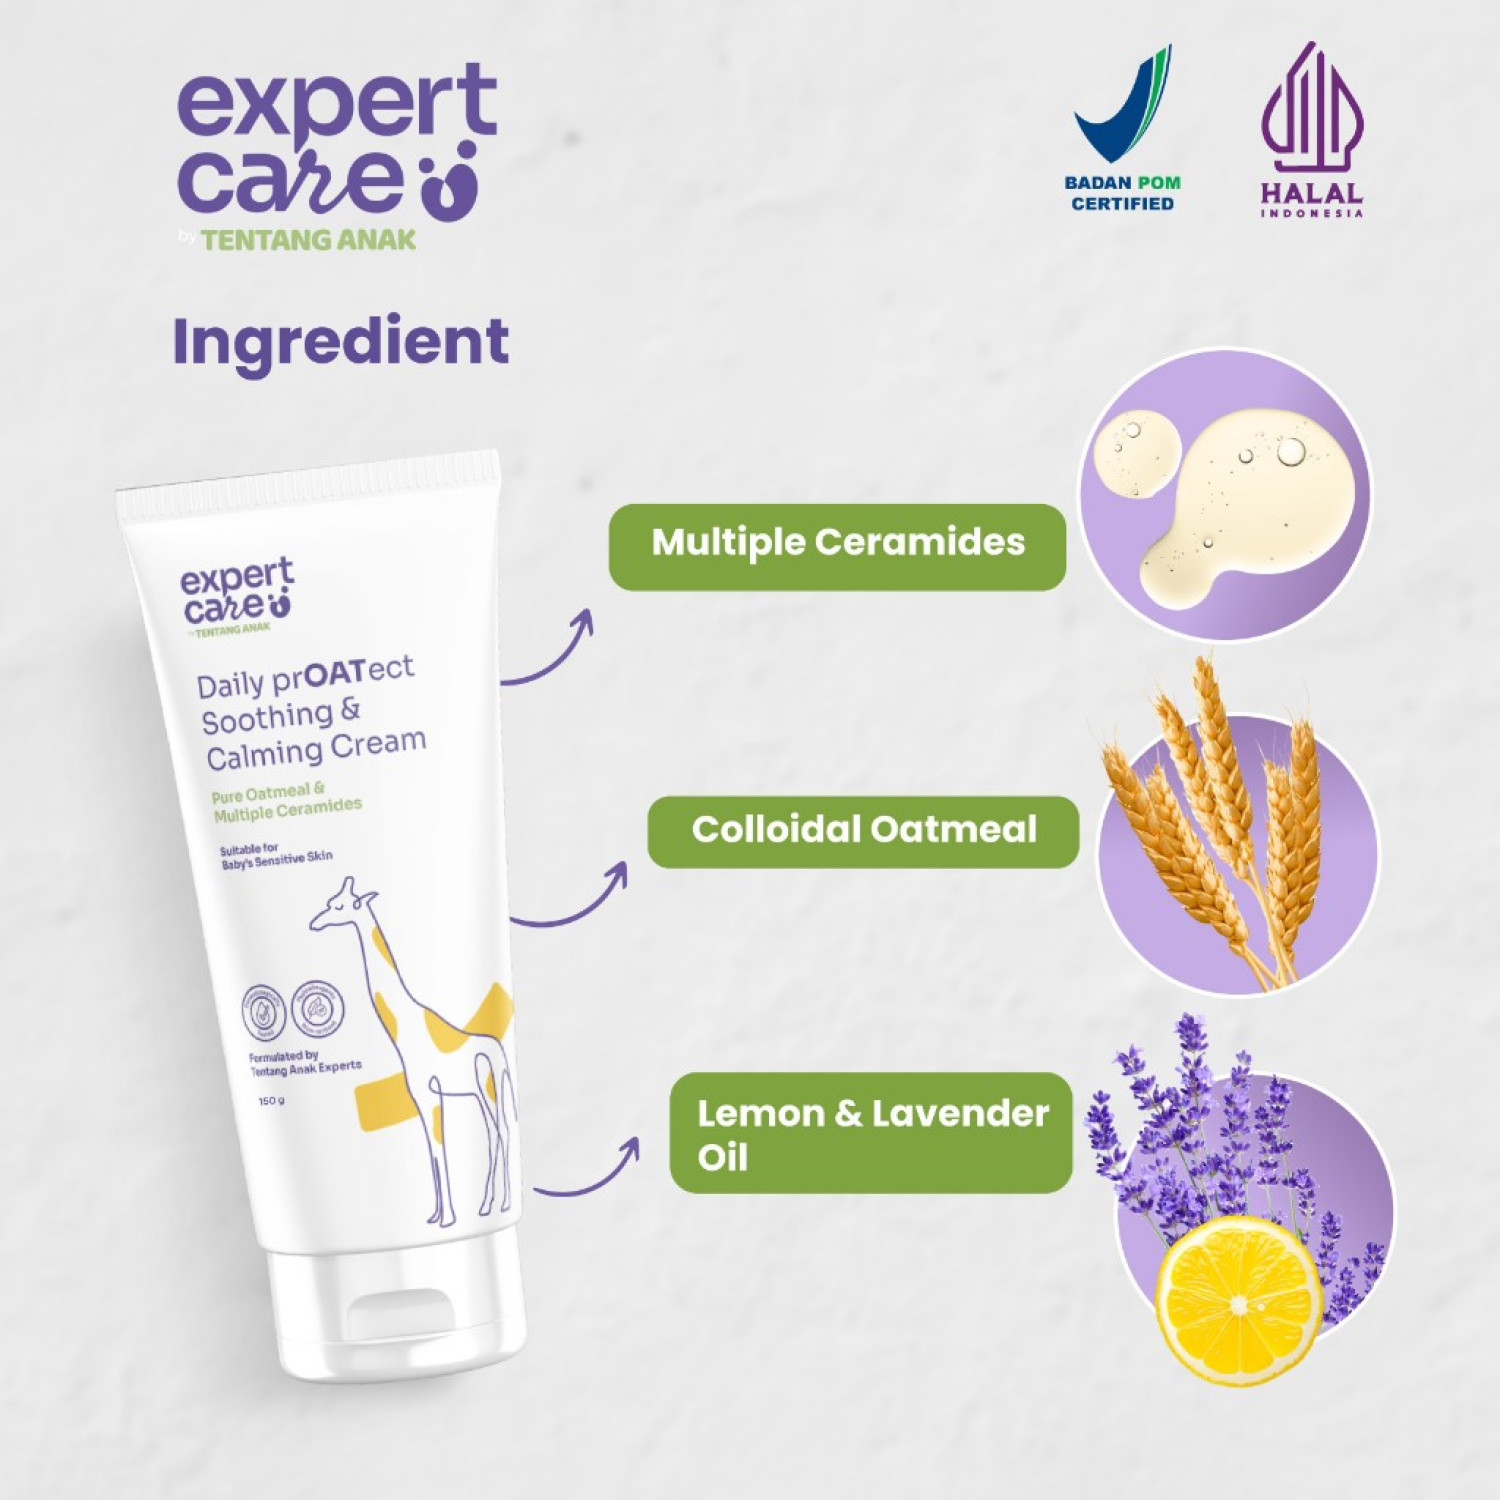 expert
care
by TENTANG ANAK
BADAN POM
CERTIFIED
HALAL
INDONESIA
Ingredient
expert
care
by TENTANG ANAK
Daily prOATect
Soothing &
Calming Cream
Pure Oatmeal &
Multiple Ceramides
Suitable for
Baby's Sensitive Skin
Formulated by
Tentang Anak Experts
150 g
Multiple Ceramides
Colloidal Oatmeal
Lemon & Lavender
Oil